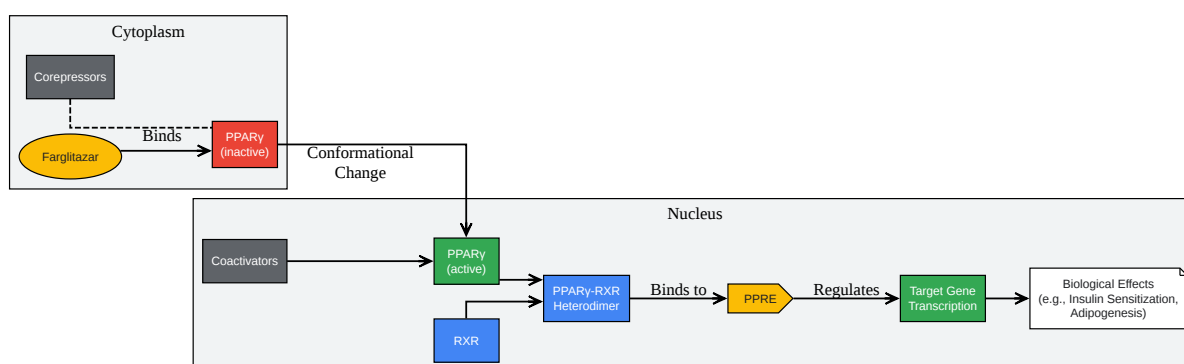 Cytoplasm
Corepressors
Farglitazar
Binds
PPARγ
(inactive)
Conformational
Change
Nucleus
Coactivators
PPARγ
(active)
RXR
PPARγ-RXR
Heterodimer
Binds to
PPRE
Regulates
Target Gene
Transcription
Biological Effects
(e.g., Insulin Sensitization,
Adipogenesis)